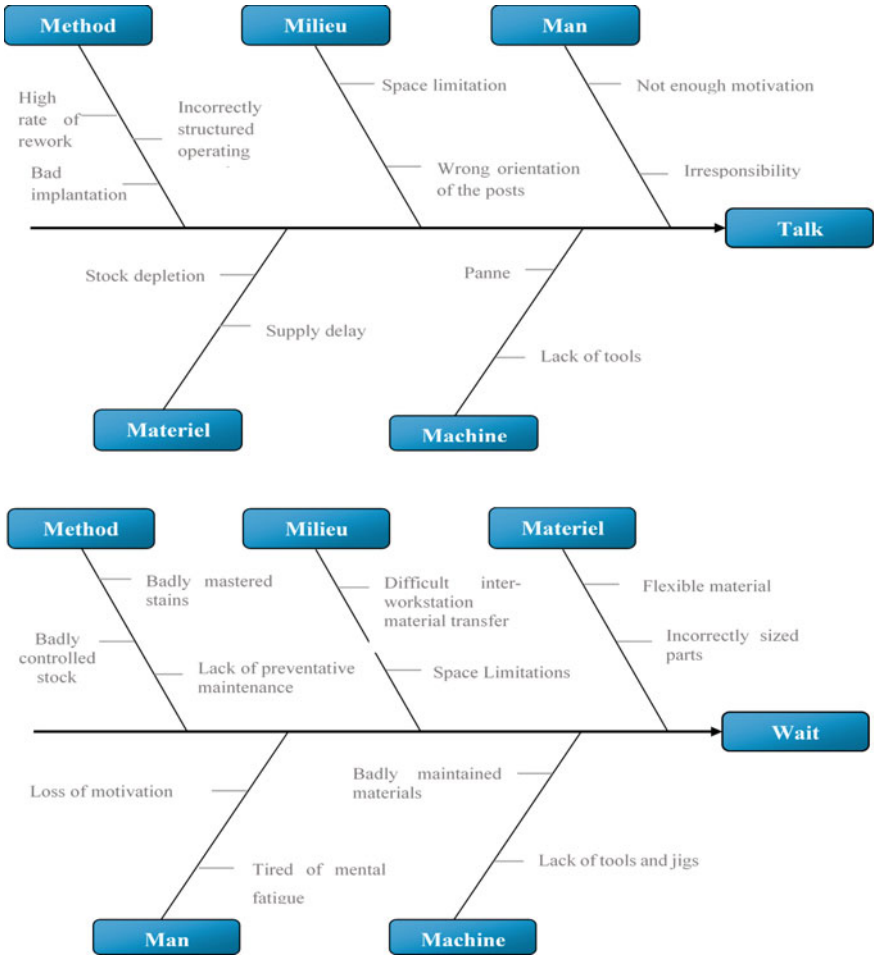 Method
Milieu
Man
High
rate of
rework
Incorrectly
structured
operating
Bad
implantation
Space limitation
Wrong orientation
of the posts
Not enough motivation
Irresponsibility
Talk
Stock depletion
Supply delay
Panne
Lack of tools
Materiel
Machine
Method
Milieu
Materiel
Badly mastered
stains
Badly
controlled
stock
Lack of preventative
maintenance
Difficult inter-
workstation
material transfer
Space Limitations
Flexible material
Incorrectly sized
parts
Wait
Loss of motivation
Tired of mental
fatigue
Badly maintained
materials
Lack of tools and jigs
Man
Machine